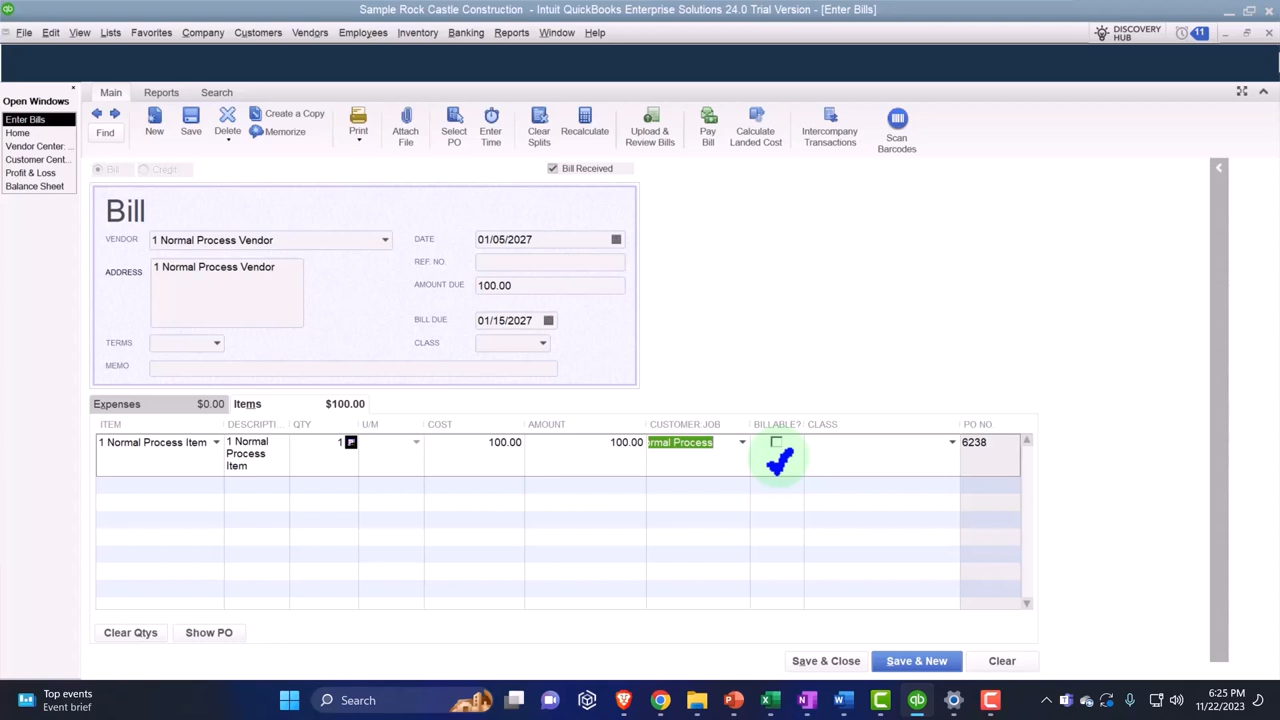 Sample Rock Castle Construction - Intuit QuickBooks Enterprise Solutions 24.0 Trial Version - [Enter Bills]
File Edit View Lists Favorites Company Customers Vendors Employees Inventory Banking Reports Window Help
DISCOVERY HUB 11
Main Reports Search
Open Windows
Enter Bills
Home
Vendor Center: ...
Customer Cent...
Profit & Loss
Balance Sheet
Find
New
Save
Delete
Create a Copy
Memorize
Print
Attach File
Select PO
Enter Time
Clear Splits
Recalculate
Upload & Review Bills
Pay Bill
Calculate Landed Cost
Intercompany Transactions
Scan Barcodes
Bill Credit Bill Received
Bill
VENDOR 1 Normal Process Vendor
ADDRESS 1 Normal Process Vendor
TERMS
MEMO
DATE 01/05/2027
REF. NO.
AMOUNT DUE 100.00
BILL DUE 01/15/2027
CLASS
Expenses $0.00 Items $100.00
ITEM DESCRIPTI... QTY U/M COST AMOUNT CUSTOMER:JOB BILLABLE? CLASS PO NO.
1 Normal Process Item 1 Normal Process Item 1 100.00 100.00 ormal Process 6238
Clear Qtys Show PO
Save & Close Save & New Clear
Top events
Event brief
Search
6:25 PM
11/22/2023